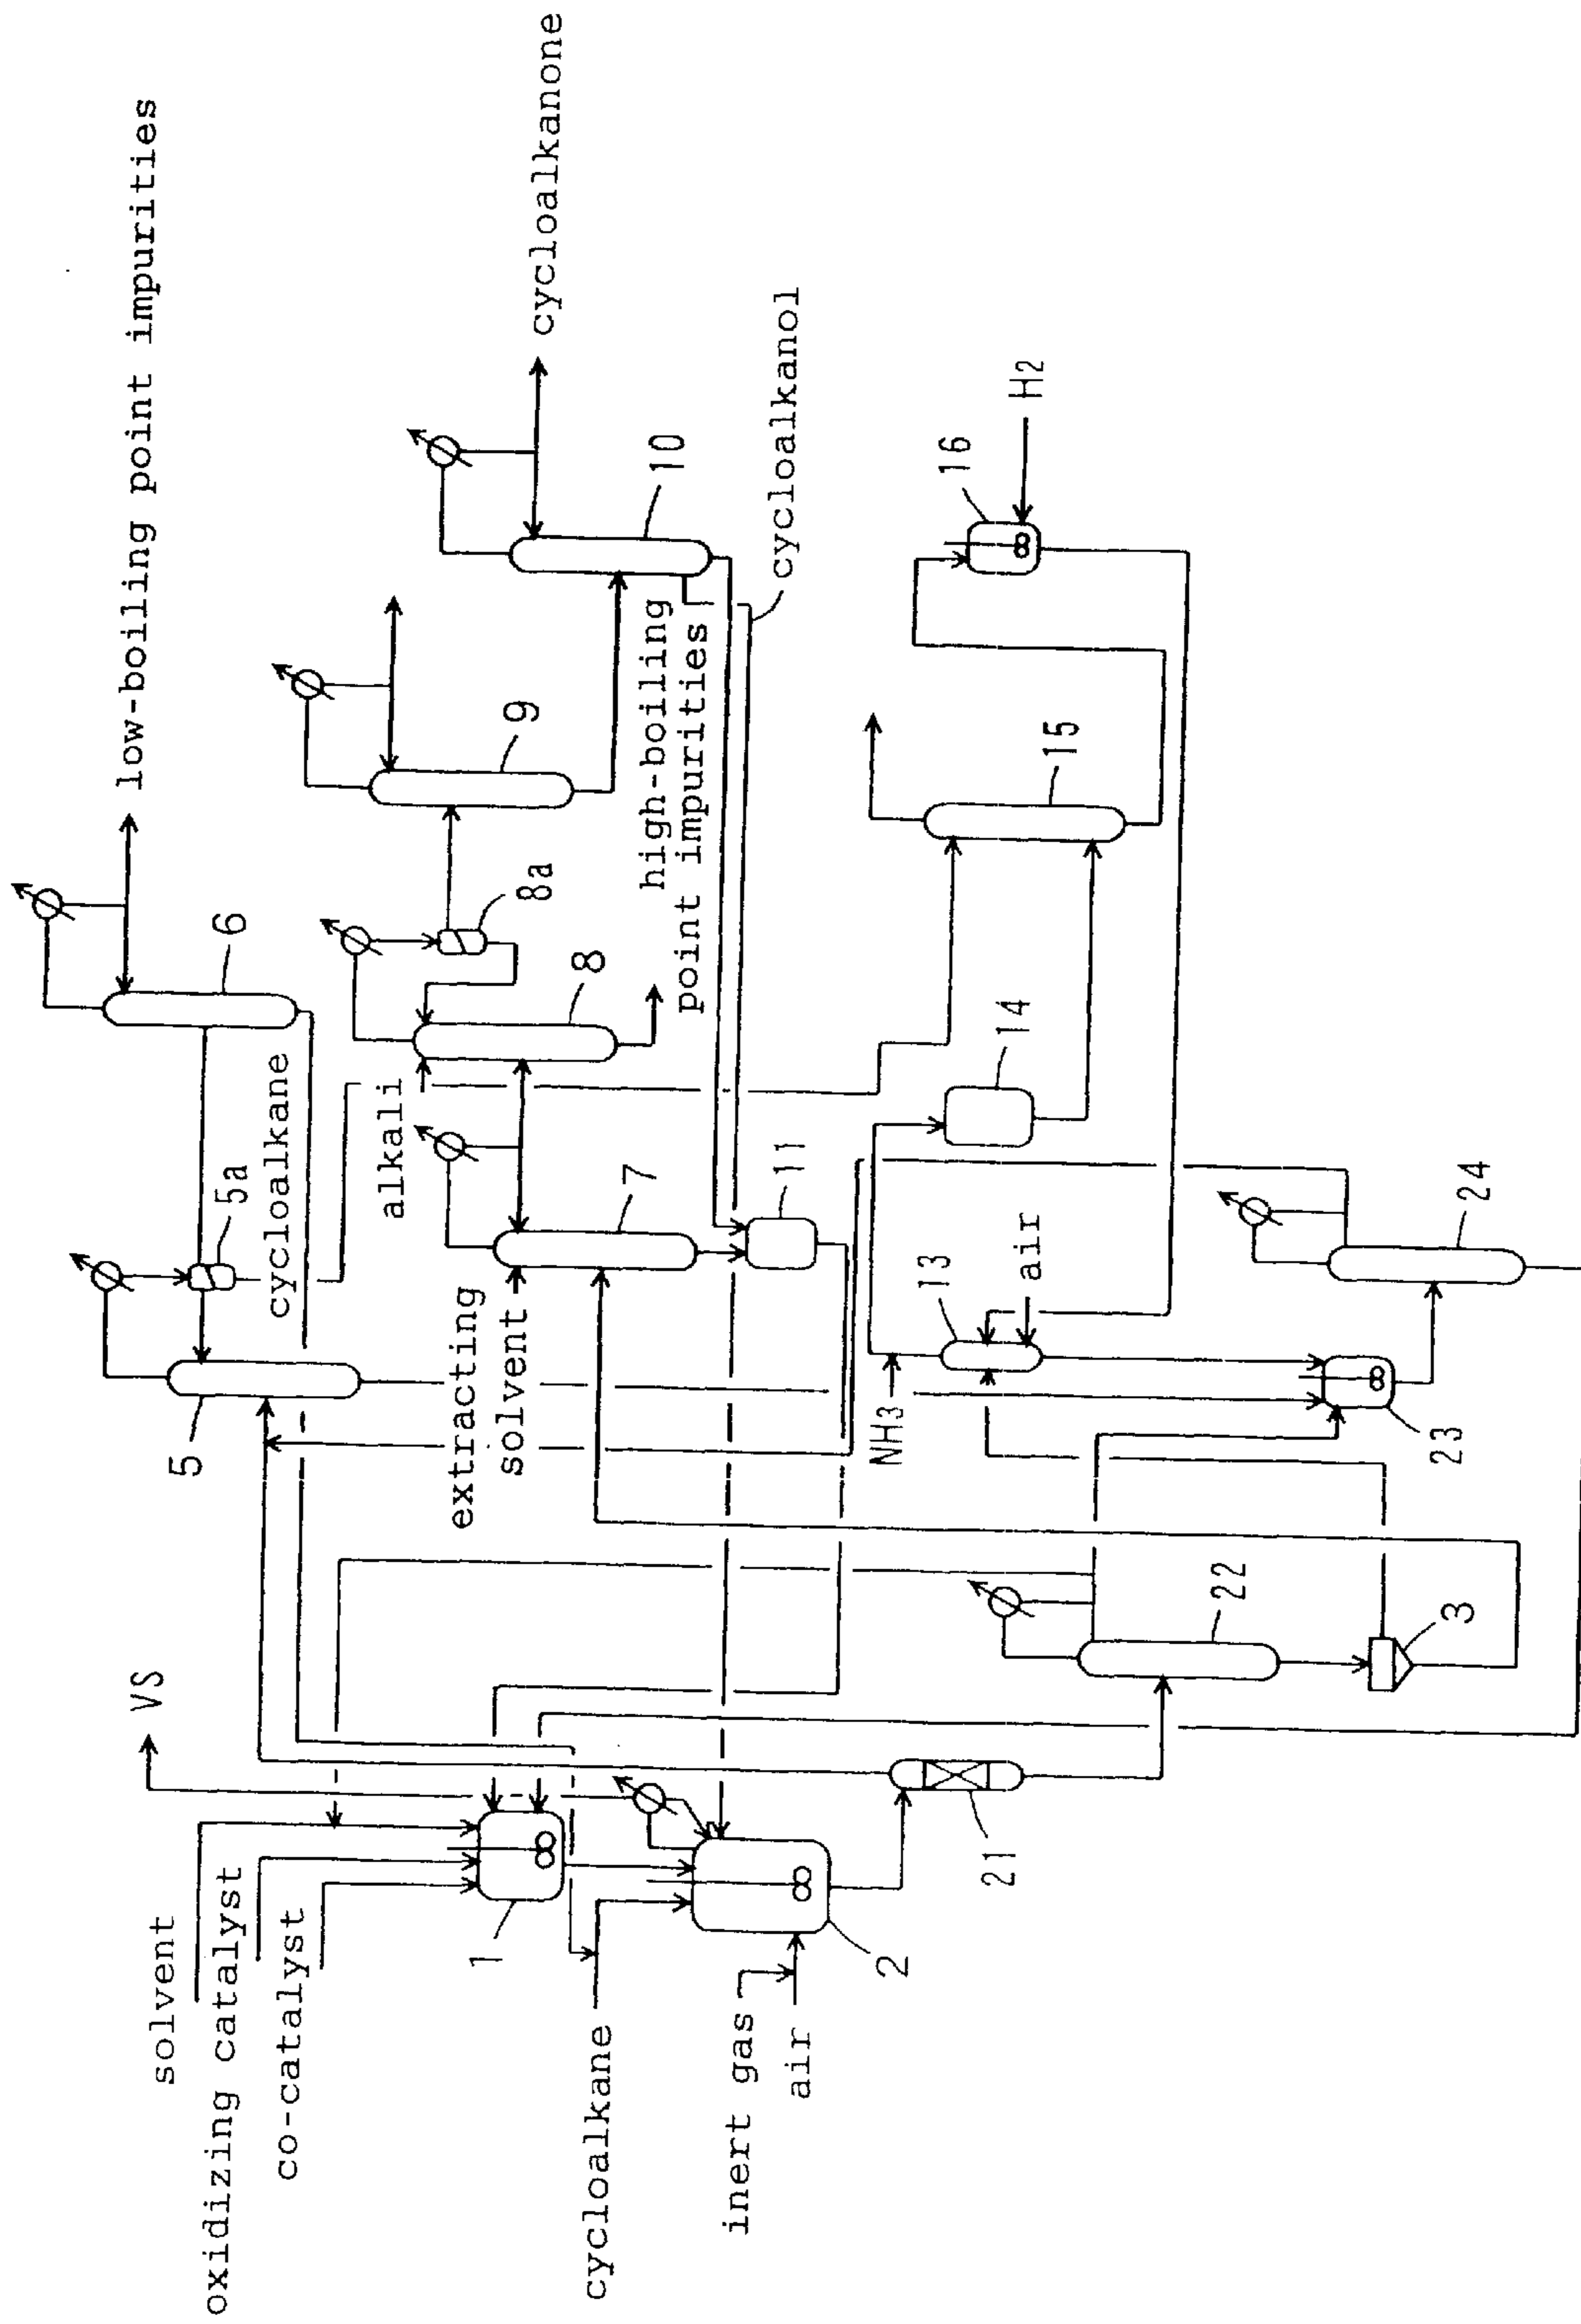 solvent
oxidizing catalyst
co-catalyst
cycloalkane
inert gas
air
VS
1
2
21
22
3
5
5a
cycloalkane
6
low-boiling point impurities
extracting
solvent
alkali
7
8
8a
9
10
high-boiling
point impurities
cycloalkanone
cycloalkanol
11
NH3
13
air
14
15
16
H2
23
24